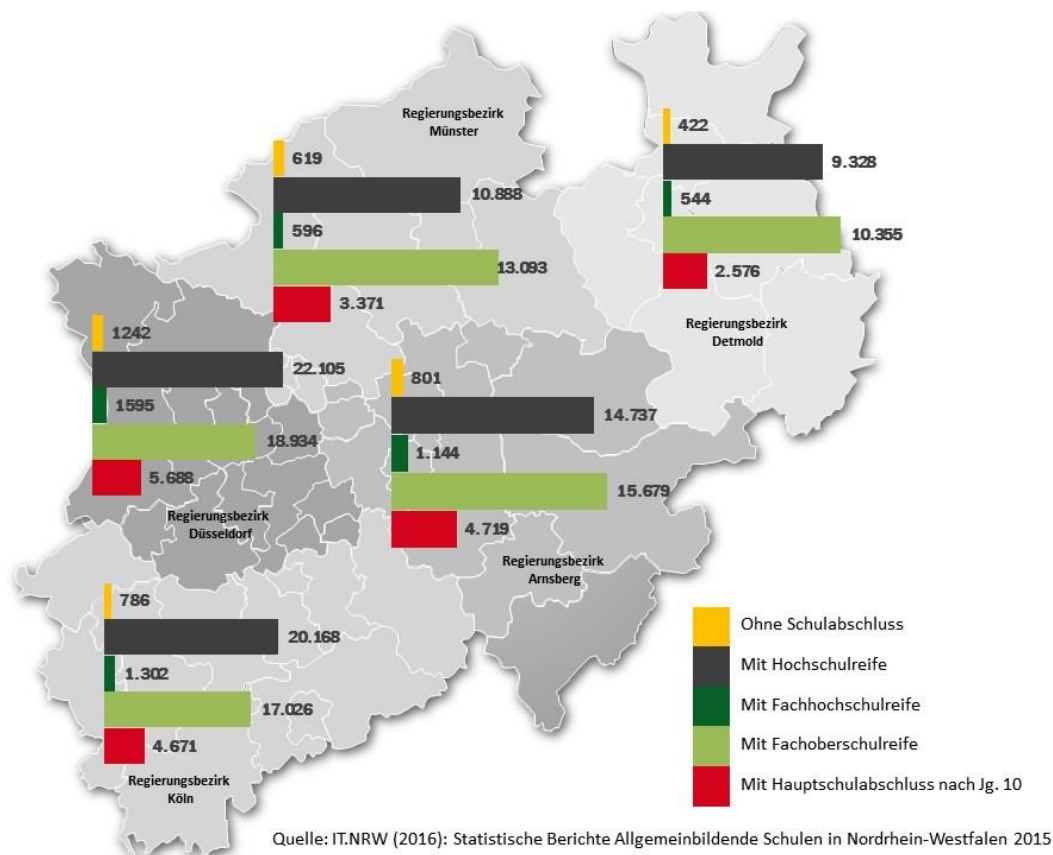 Regierungsbezirk
Münster
619
10.888
596
13.093
3.371
422
9.328
544
10.355
2.576
Regierungsbezirk
Detmold
1242
22.105
1595
18.934
5.688
Regierungsbezirk
Düsseldorf
801
14.737
1.144
15.679
4.719
Regierungsbezirk
Arnsberg
786
20.168
1.302
17.026
4.671
Regierungsbezirk
Köln
Ohne Schulabschluss
Mit Hochschulreife
Mit Fachhochschulreife
Mit Fachoberschulreife
Mit Hauptschulabschluss nach Jg. 10
Quelle: IT.NRW (2016): Statistische Berichte Allgemeinbildende Schulen in Nordrhein-Westfalen 2015